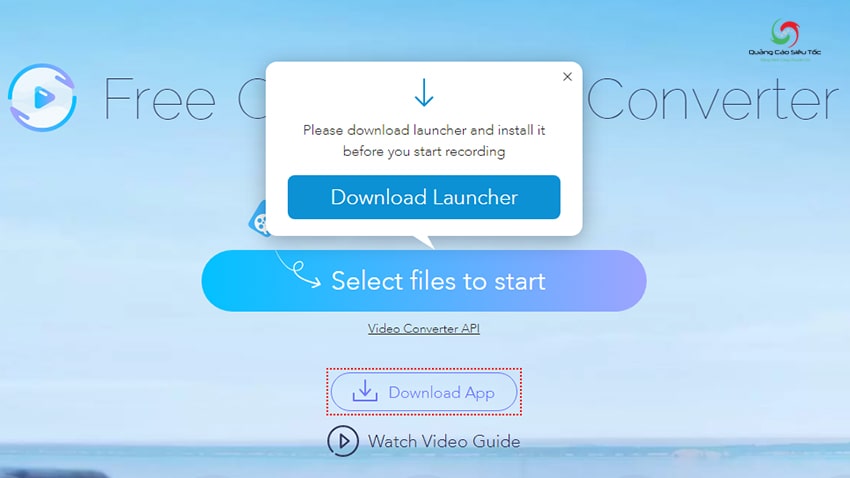 Quảng Cáo Siêu Tốc
Free C Converter
Please download launcher and install it
before you start recording
Download Launcher
Select files to start
Video Converter API
Download App
Watch Video Guide